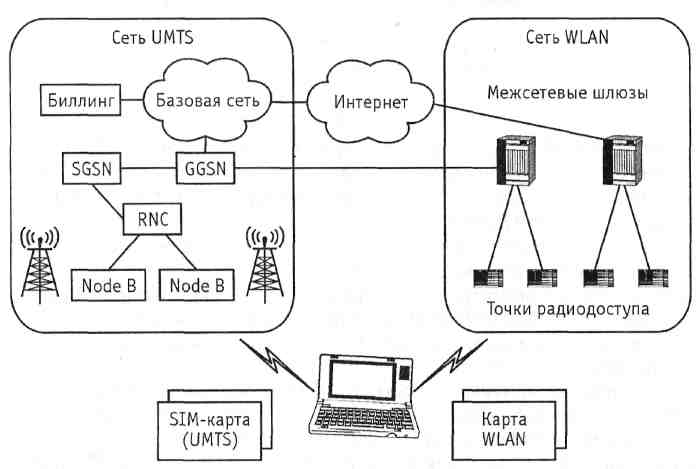 Сеть UMTS
Сеть WLAN
Биллинг
Базовая сеть
Интернет
Межсетевые шлюзы
SGSN
GGSN
RNC
Node B
Node B
Точки радиодоступа
SIM-карта
(UMTS)
Карта
WLAN